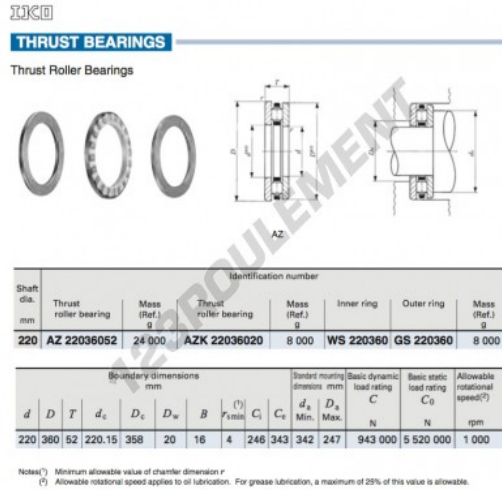 IKO
THRUST BEARINGS
Thrust Roller Bearings
T
r
D
d
AZ
123ROULEMENT
Identification number
Shaft dia. mm
Thrust roller bearing
Mass (Ref.) g
Thrust roller bearing
Mass (Ref.) g
Inner ring
Outer ring
Mass (Ref.) g
220 AZ 22036052 24 000 AZK 22036020 8 000 WS 220360 GS 220360 8 000
Boundary dimensions mm
Standard mounting dimensions mm
Basic dynamic load rating C N
Basic static load rating C0 N
Allowable rotational speed(2) rpm
d D T dc Dc Dw B rs min(1) Ci Ce da Min. Da Max.
220 360 52 220.15 358 20 16 4 246 343 342 247 943 000 5 520 000 1 000
Notes(1) Minimum allowable value of chamfer dimension r
(2) Allowable rotational speed applies to oil lubrication. For grease lubrication, a maximum of 25% of this value is allowable.